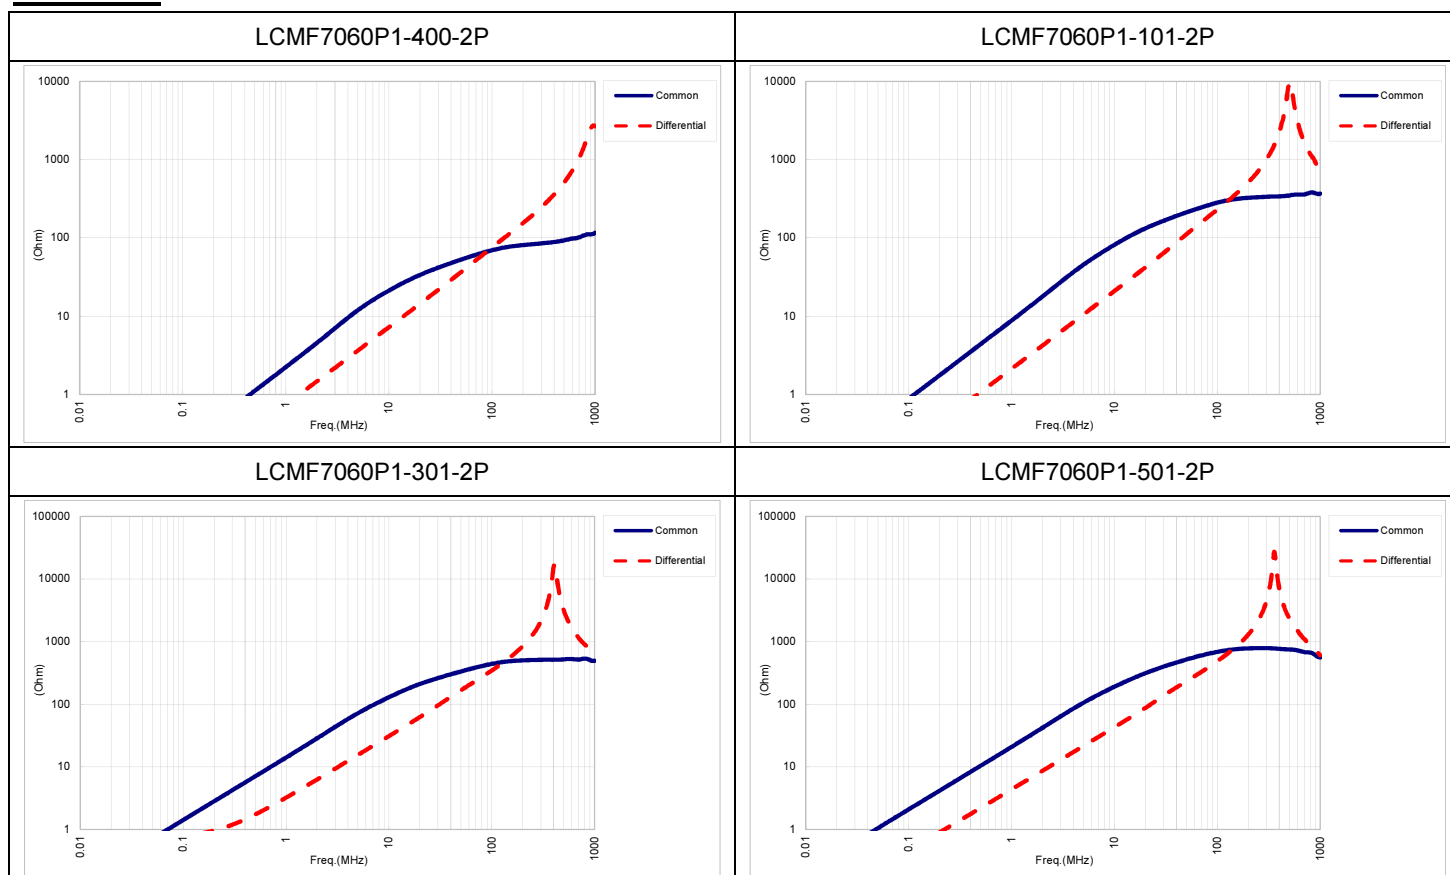 LCMF7060P1-400-2P
LCMF7060P1-101-2P
10000
1000
100
10
1
(Ohm)
0.01
0.1
1
10
100
1000
Freq.(MHz)
Common
Differential
10000
1000
100
10
1
(Ohm)
0.01
0.1
1
10
100
1000
Freq.(MHz)
Common
Differential
LCMF7060P1-301-2P
LCMF7060P1-501-2P
100000
10000
1000
100
10
1
(Ohm)
0.01
0.1
1
10
100
1000
Freq.(MHz)
Common
Differential
100000
10000
1000
100
10
1
(Ohm)
0.01
0.1
1
10
100
1000
Freq.(MHz)
Common
Differential